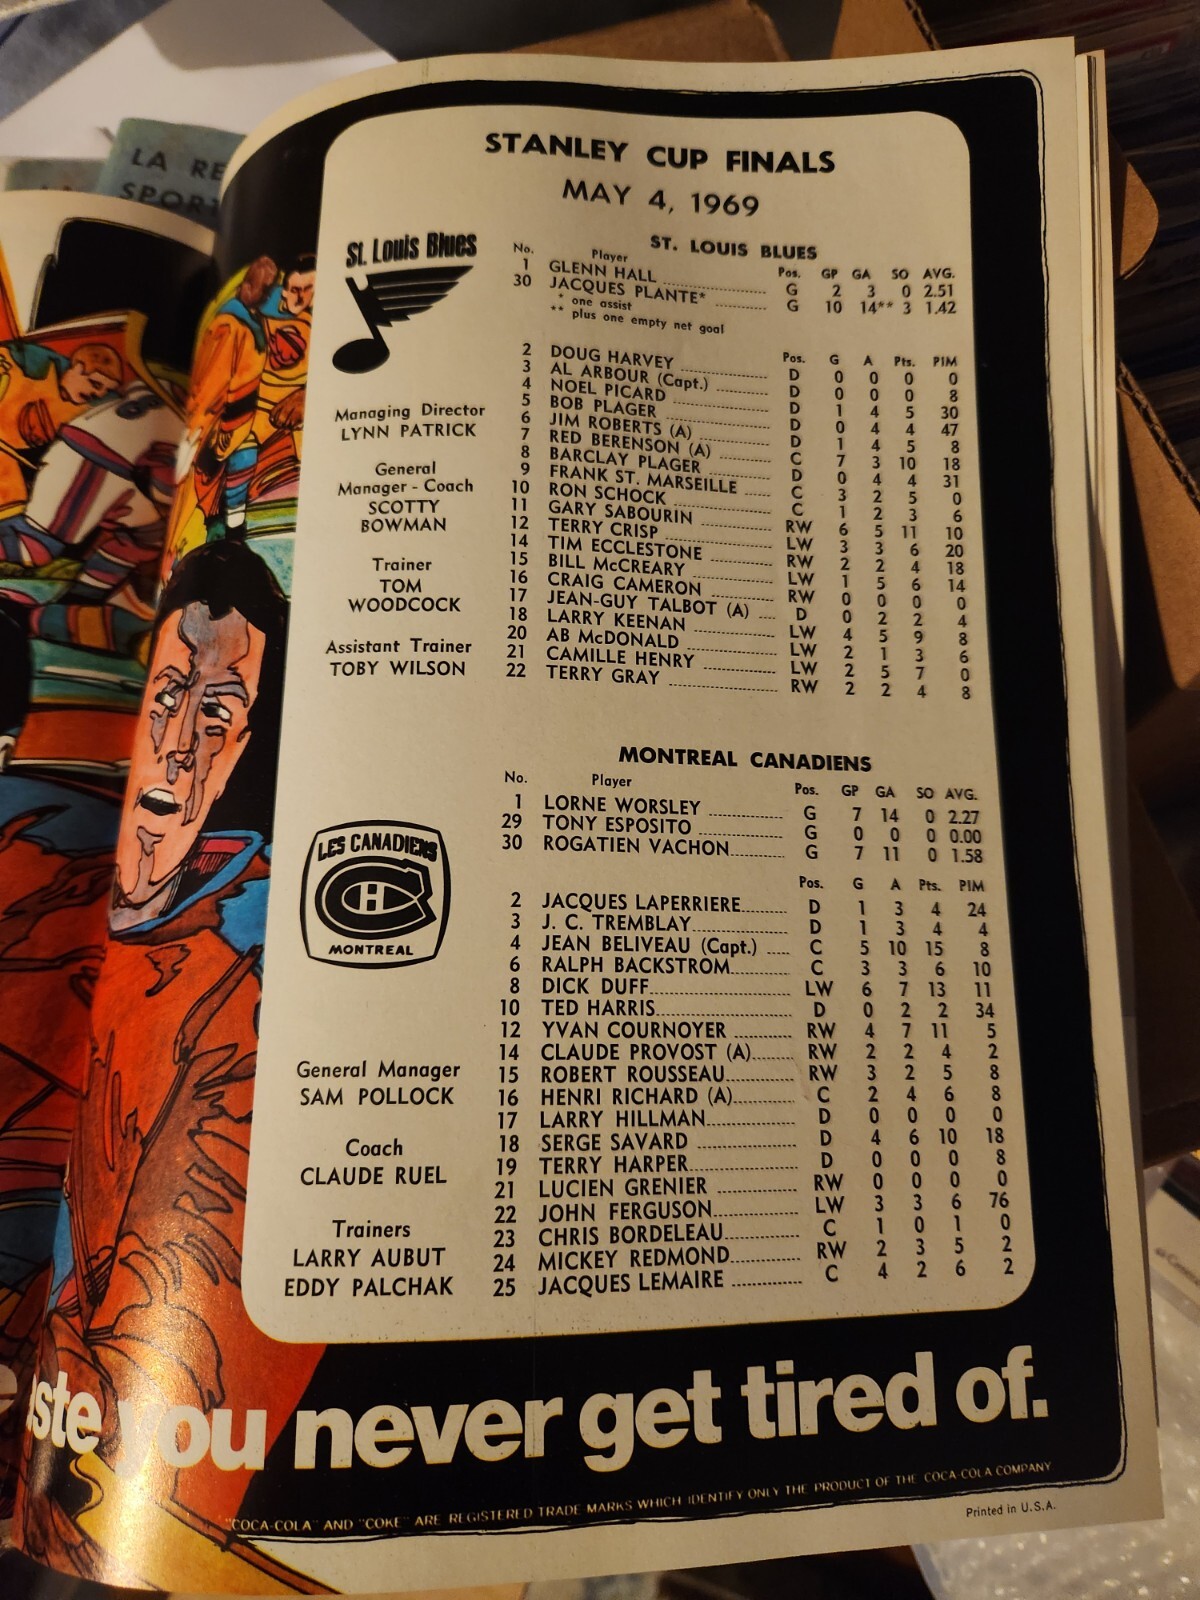 LA RE
SPORT
STANLEY CUP FINALS
MAY 4, 1969
St. Louis Blues
ST. LOUIS BLUES
No. Player Pos. GP GA SO AVG.
1 GLENN HALL G 2 3 0 2.51
30 JACQUES PLANTE* G 10 14** 3 1.42
* one assist
** plus one empty net goal
Pos. G A Pts. PIM
2 DOUG HARVEY D 0 0 0 0
3 AL ARBOUR (Capt.) D 0 0 0 8
4 NOEL PICARD D 1 4 5 30
5 BOB PLAGER D 0 4 4 47
6 JIM ROBERTS (A) D 1 4 5 8
7 RED BERENSON (A) C 7 3 10 18
8 BARCLAY PLAGER D 0 4 4 31
9 FRANK ST. MARSEILLE C 3 2 5 0
10 RON SCHOCK C 1 2 3 6
11 GARY SABOURIN RW 6 5 11 10
12 TERRY CRISP LW 3 3 6 20
14 TIM ECCLESTONE RW 2 2 4 18
15 BILL McCREARY LW 1 5 6 14
16 CRAIG CAMERON RW 0 0 0 0
17 JEAN-GUY TALBOT (A) D 0 2 2 4
18 LARRY KEENAN LW 4 5 9 8
20 AB McDONALD LW 2 1 3 6
21 CAMILLE HENRY LW 2 5 7 0
22 TERRY GRAY RW 2 2 4 8
Managing Director
LYNN PATRICK
General
Manager - Coach
SCOTTY
BOWMAN
Trainer
TOM
WOODCOCK
Assistant Trainer
TOBY WILSON
MONTREAL CANADIENS
No. Player Pos. GP GA SO AVG.
1 LORNE WORSLEY G 7 14 0 2.27
29 TONY ESPOSITO G 0 0 0 0.00
30 ROGATIEN VACHON G 7 11 0 1.58
Pos. G A Pts. PIM
2 JACQUES LAPERRIERE D 1 3 4 24
3 J. C. TREMBLAY D 1 3 4 4
4 JEAN BELIVEAU (Capt.) C 5 10 15 8
6 RALPH BACKSTROM C 3 3 6 10
8 DICK DUFF LW 6 7 13 11
10 TED HARRIS D 0 2 2 34
12 YVAN COURNOYER RW 4 7 11 5
14 CLAUDE PROVOST (A) RW 2 2 4 2
15 ROBERT ROUSSEAU RW 3 2 5 8
16 HENRI RICHARD (A) C 2 4 6 8
17 LARRY HILLMAN D 0 0 0 0
18 SERGE SAVARD D 4 6 10 18
19 TERRY HARPER D 0 0 0 8
21 LUCIEN GRENIER RW 0 0 0 0
22 JOHN FERGUSON LW 3 3 6 76
23 CHRIS BORDELEAU C 1 0 1 0
24 MICKEY REDMOND RW 2 3 5 2
25 JACQUES LEMAIRE C 4 2 6 2
LES CANADIENS
CH
MONTREAL
General Manager
SAM POLLOCK
Coach
CLAUDE RUEL
Trainers
LARRY AUBUT
EDDY PALCHAK
aste you never get tired of.
"COCA-COLA" AND "COKE" ARE REGISTERED TRADE MARKS WHICH IDENTIFY ONLY THE PRODUCT OF THE COCA-COLA COMPANY
Printed in U.S.A.